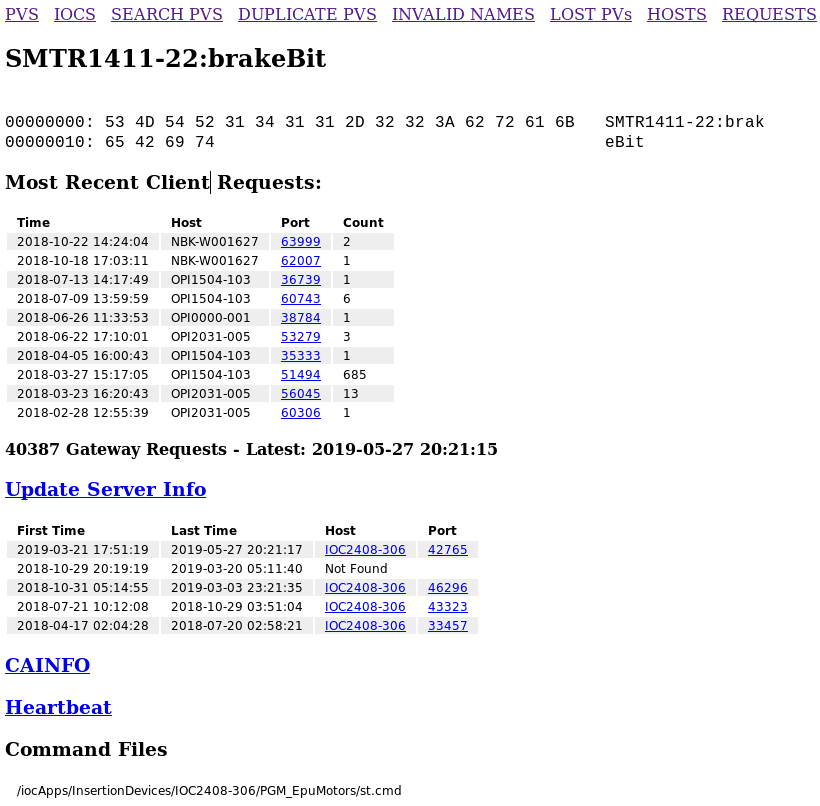 PVS IOCS SEARCH PVS DUPLICATE PVS INVALID NAMES LOST PVs HOSTS REQUESTS
SMTR1411-22:brakeBit
00000000: 53 4D 54 52 31 34 31 31 2D 32 32 3A 62 72 61 6B SMTR1411-22:brak
00000010: 65 42 69 74 eBit
Most Recent Client Requests:
Time Host Port Count
2018-10-22 14:24:04 NBK-W001627 63999 2
2018-10-18 17:03:11 NBK-W001627 62007 1
2018-07-13 14:17:49 OPI1504-103 36739 1
2018-07-09 13:59:59 OPI1504-103 60743 6
2018-06-26 11:33:53 OPI0000-001 38784 1
2018-06-22 17:10:01 OPI2031-005 53279 3
2018-04-05 16:00:43 OPI1504-103 35333 1
2018-03-27 15:17:05 OPI1504-103 51494 685
2018-03-23 16:20:43 OPI2031-005 56045 13
2018-02-28 12:55:39 OPI2031-005 60306 1
40387 Gateway Requests - Latest: 2019-05-27 20:21:15
Update Server Info
First Time Last Time Host Port
2019-03-21 17:51:19 2019-05-27 20:21:17 IOC2408-306 42765
2018-10-29 20:19:19 2019-03-20 05:11:40 Not Found
2018-10-31 05:14:55 2019-03-03 23:21:35 IOC2408-306 46296
2018-07-21 10:12:08 2018-10-29 03:51:04 IOC2408-306 43323
2018-04-17 02:04:28 2018-07-20 02:58:21 IOC2408-306 33457
CAINFO
Heartbeat
Command Files
/iocApps/InsertionDevices/IOC2408-306/PGM_EpuMotors/st.cmd